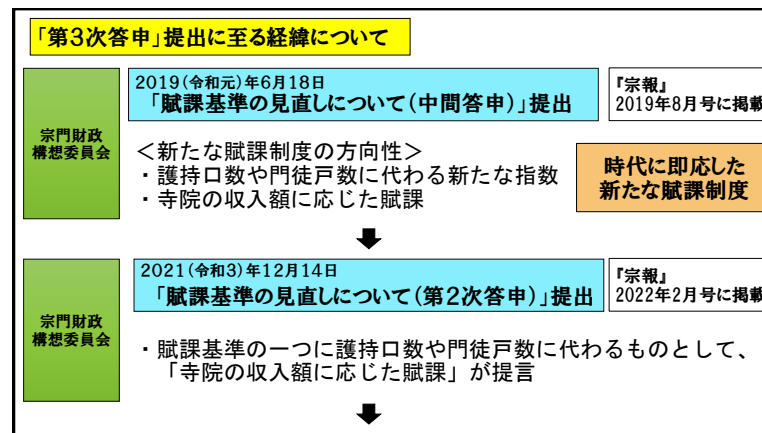 「第3次答申」提出に至る経緯について
宗門財政
構想委員会
2019(令和元)年6月18日
「賦課基準の見直しについて(中間答申)」提出
『宗報』
2019年8月号に掲載
＜新たな賦課制度の方向性＞
・護持口数や門徒戸数に代わる新たな指数
・寺院の収入額に応じた賦課
時代に即応した
新たな賦課制度
宗門財政
構想委員会
2021(令和3)年12月14日
「賦課基準の見直しについて(第2次答申)」提出
『宗報』
2022年2月号に掲載
・賦課基準の一つに護持口数や門徒戸数に代わるものとして、
「寺院の収入額に応じた賦課」が提言